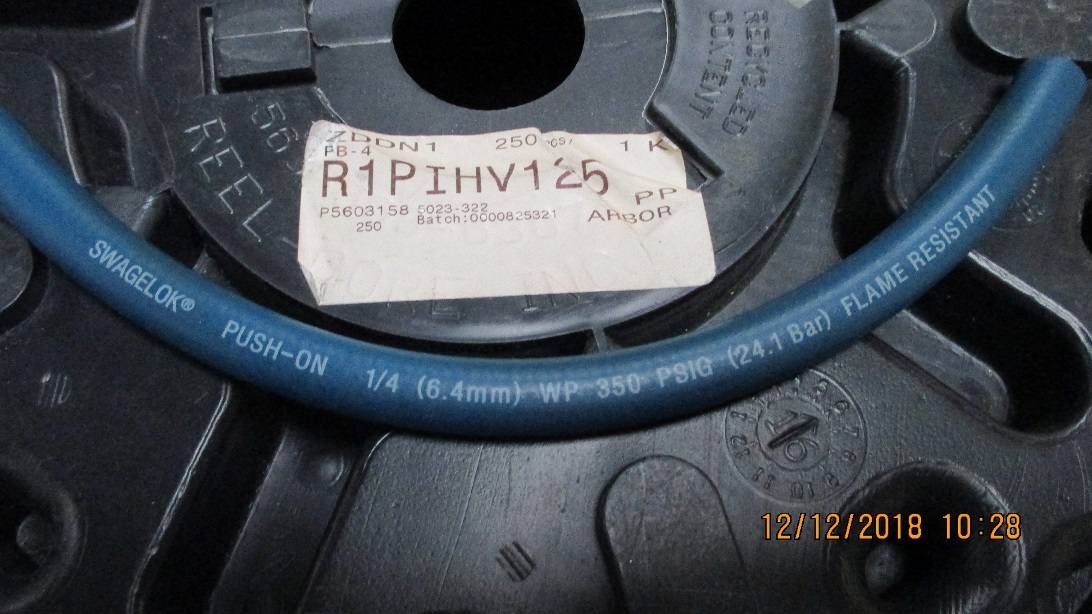 RECYCLED
CONTENT
REEL
ZDDN1 250 1 K
PB-4
R1PIHV125
P5603158 5023-322
Batch:0000825321
250
PP
ARBOR
SWAGELOK® PUSH-ON 1/4 (6.4mm) WP 350 PSIG (24.1 Bar) FLAME RESISTANT
16
12/12/2018 10:28